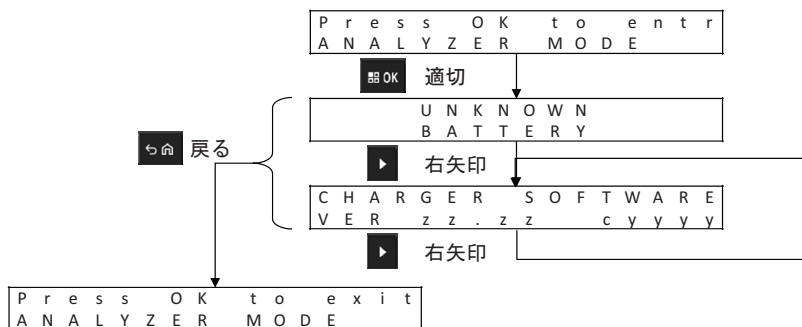 Press OK to entr
ANALYZER MODE
OK 適切
UNKNOWN
BATTERY
戻る
右矢印
CHARGER SOFTWARE
VER zz.zz cyyyy
右矢印
Press OK to exit
ANALYZER MODE